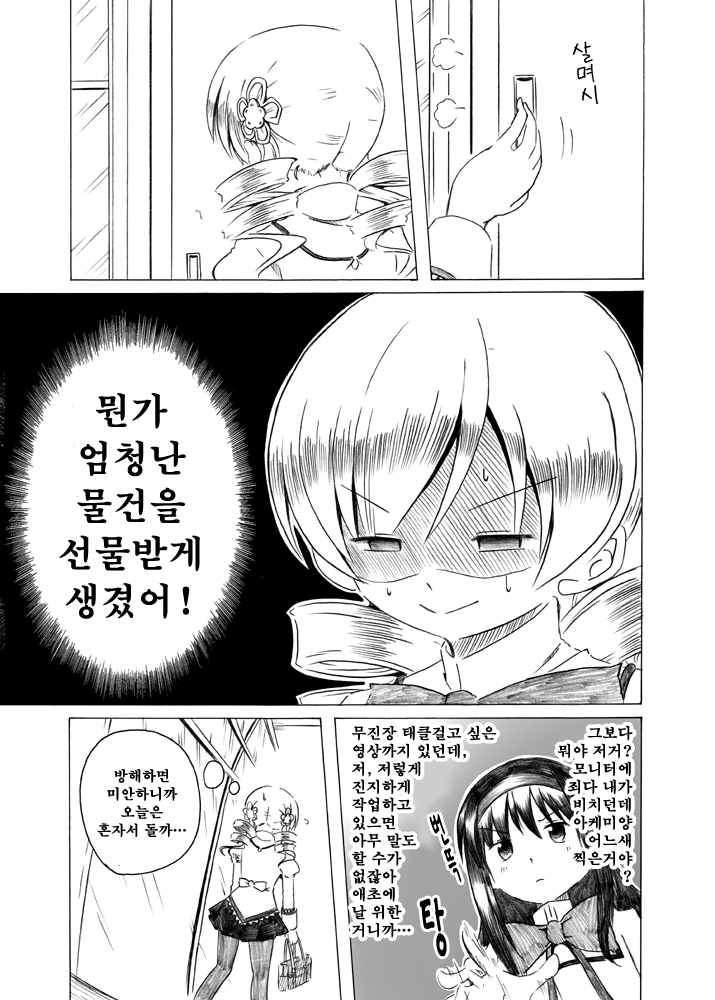 살며시
뭔가
엄청난
물건을
선물받게
생겼어!
그보다
뭐야 저거?
모니터에
죄다 내가
비치던데
아케미양
어느새
찍은거야?
무진장 태클걸고 싶은
영상까지 있던데,
저, 저렇게
진지하게
작업하고
있으면
아무 말도
할 수가
없잖아
애초에
날 위한
거니까…
탕
방해하면
미안하니까
오늘은
혼자서 돌까…